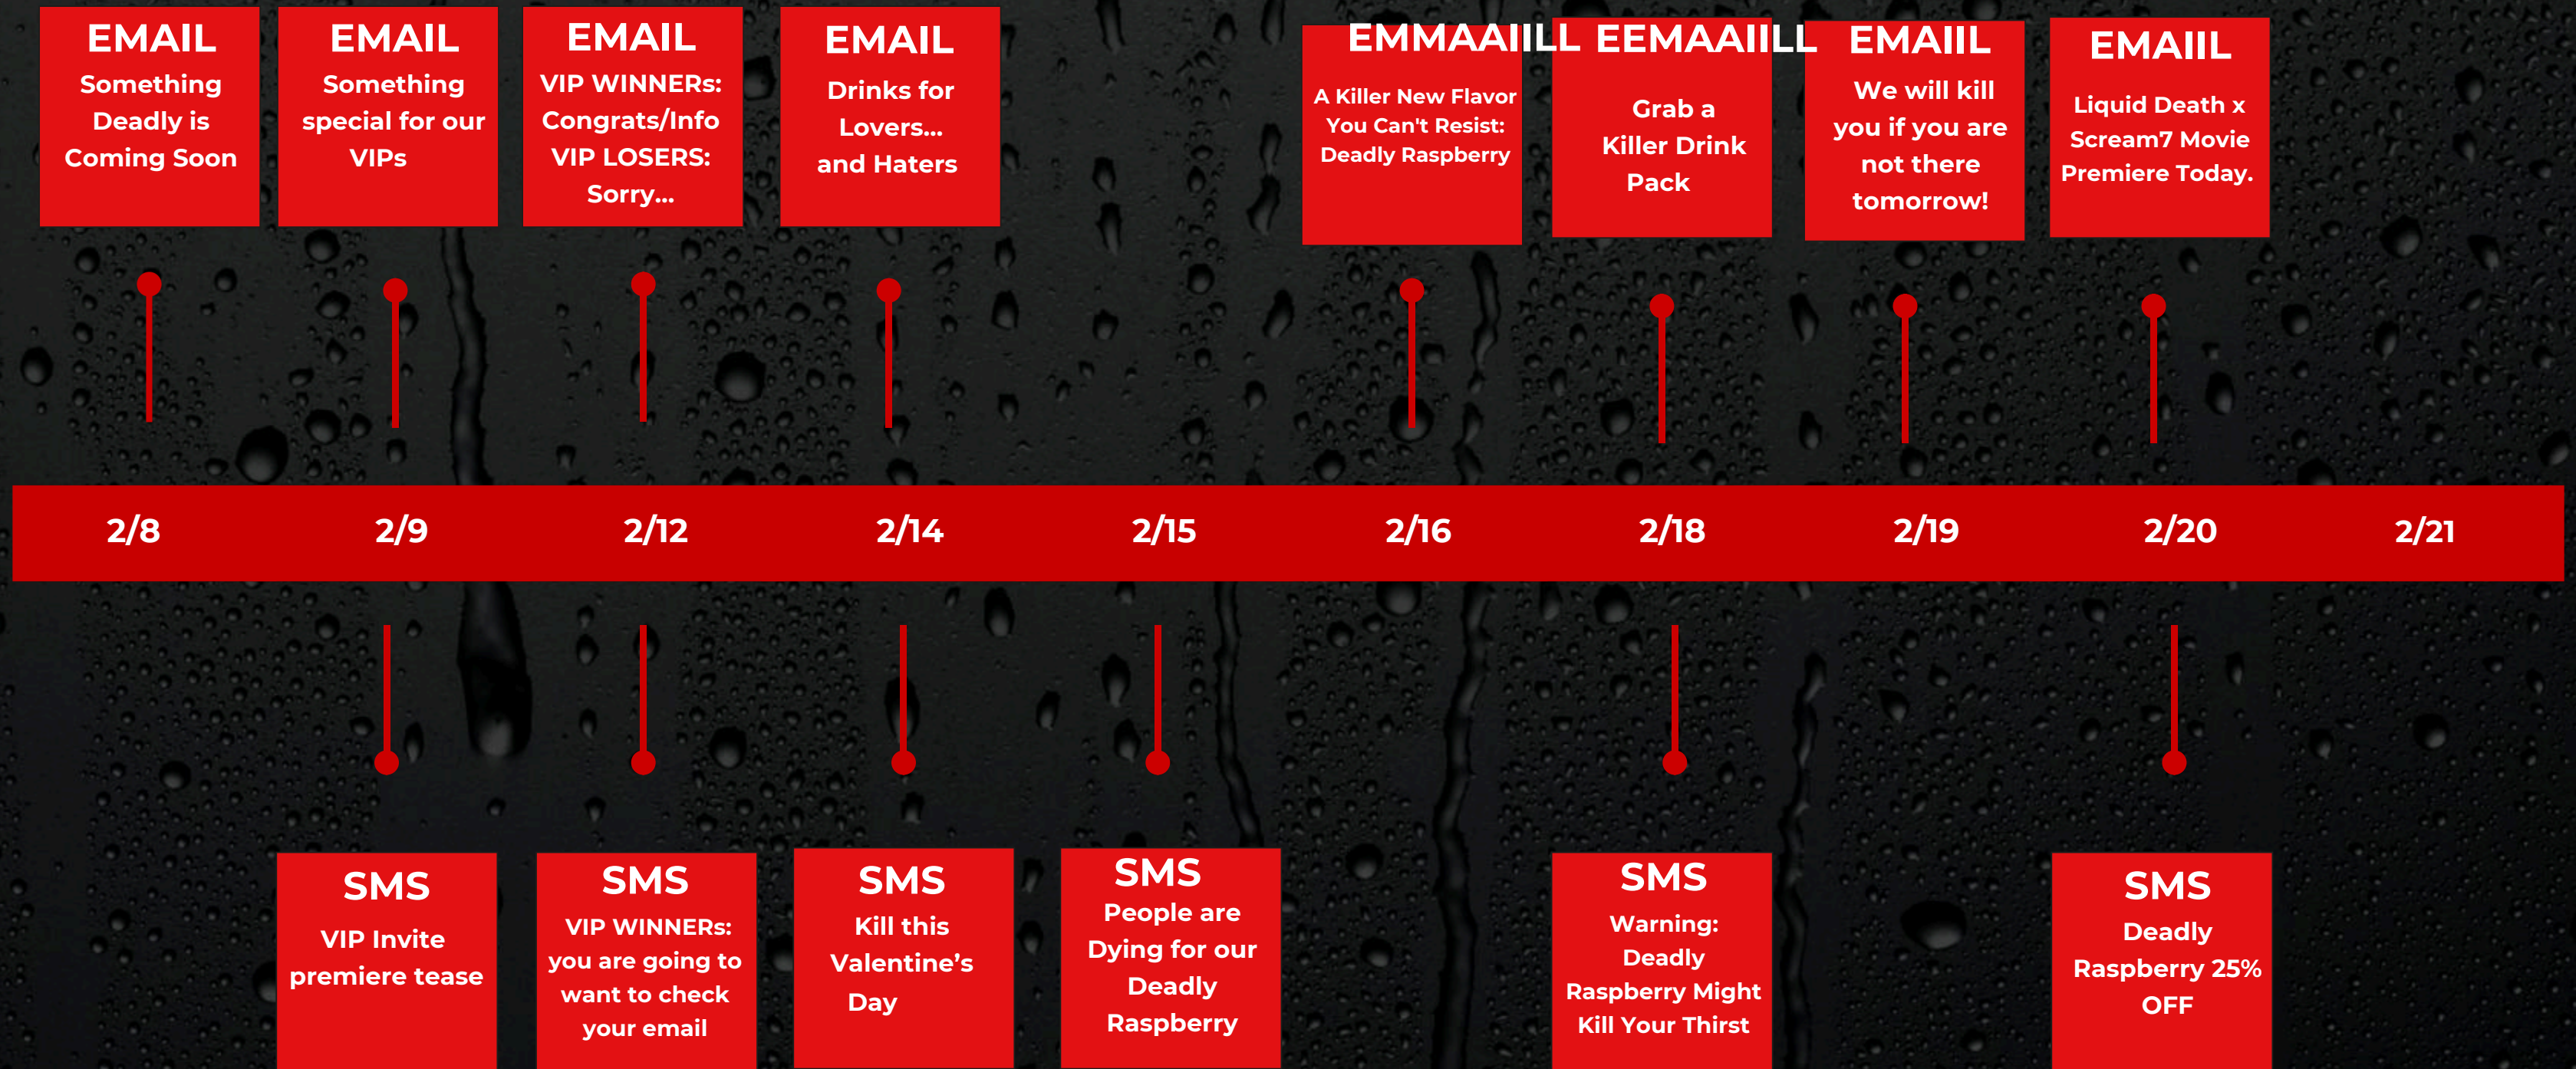 EMAIL
Something
Deadly is
Coming Soon
EMAIL
Something
special for our
VIPs
EMAIL
VIP WINNERs:
Congrats/Info
VIP LOSERS:
Sorry...
EMAIL
Drinks for
Lovers...
and Haters
EMMAAIILL
A Killer New Flavor
You Can't Resist:
Deadly Raspberry
EEMAAIILL
Grab a
Killer Drink
Pack
EMAIIL
We will kill
you if you are
not there
tomorrow!
EMAIIL
Liquid Death x
Scream7 Movie
Premiere Today.
2/8
2/9
2/12
2/14
2/15
2/16
2/18
2/19
2/20
2/21
SMS
VIP Invite
premiere tease
SMS
VIP WINNERs:
you are going to
want to check
your email
SMS
Kill this
Valentine’s
Day
SMS
People are
Dying for our
Deadly
Raspberry
SMS
Warning:
Deadly
Raspberry Might
Kill Your Thirst
SMS
Deadly
Raspberry 25%
OFF